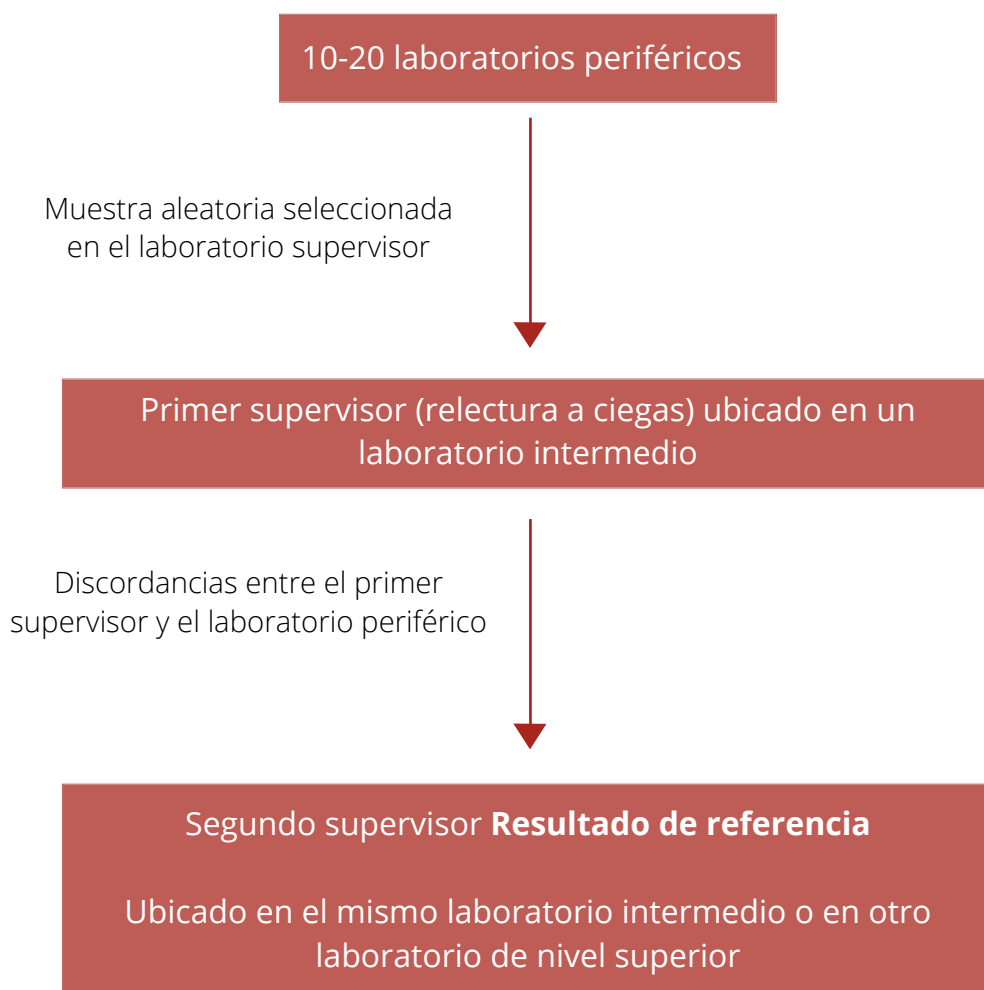 10-20 laboratorios periféricos
Muestra aleatoria seleccionada
en el laboratorio supervisor
Primer supervisor (relectura a ciegas) ubicado en un
laboratorio intermedio
Discordancias entre el primer
supervisor y el laboratorio periférico
Segundo supervisor Resultado de referencia
Ubicado en el mismo laboratorio intermedio o en otro
laboratorio de nivel superior